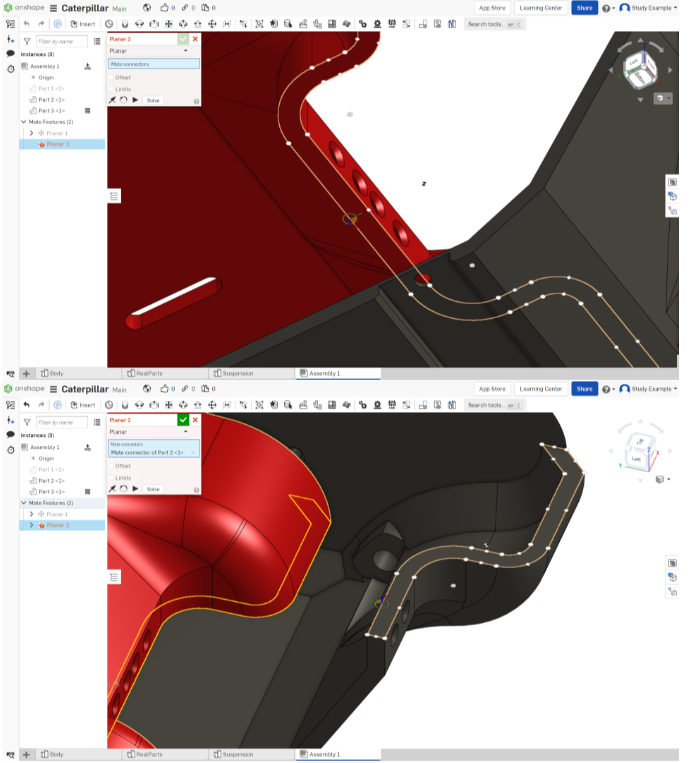 onshape Caterpillar Main 0 0 0 App Store Learning Center Share ? Study Example
Insert Search tools...
Planar 2
Planar
Mate connectors
Offset
Limits
Solve
Filter by name
Instances (3)
Assembly 1
Origin
Part 1 <1>
Part 2 <1>
Part 3 <1>
Mate Features (2)
Planar 1
Planar 2
Left
Body RealParts Suspension Assembly 1
onshape Caterpillar Main 0 0 0 App Store Learning Center Share ? Study Example
Insert Search tools...
Planar 2
Planar
Mate connectors
Mate connector of Part 2 <1>
Offset
Limits
Solve
Filter by name
Instances (3)
Assembly 1
Origin
Part 1 <1>
Part 2 <1>
Part 3 <1>
Mate Features (2)
Planar 1
Planar 2
Z
Left
X
Y
Body RealParts Suspension Assembly 1